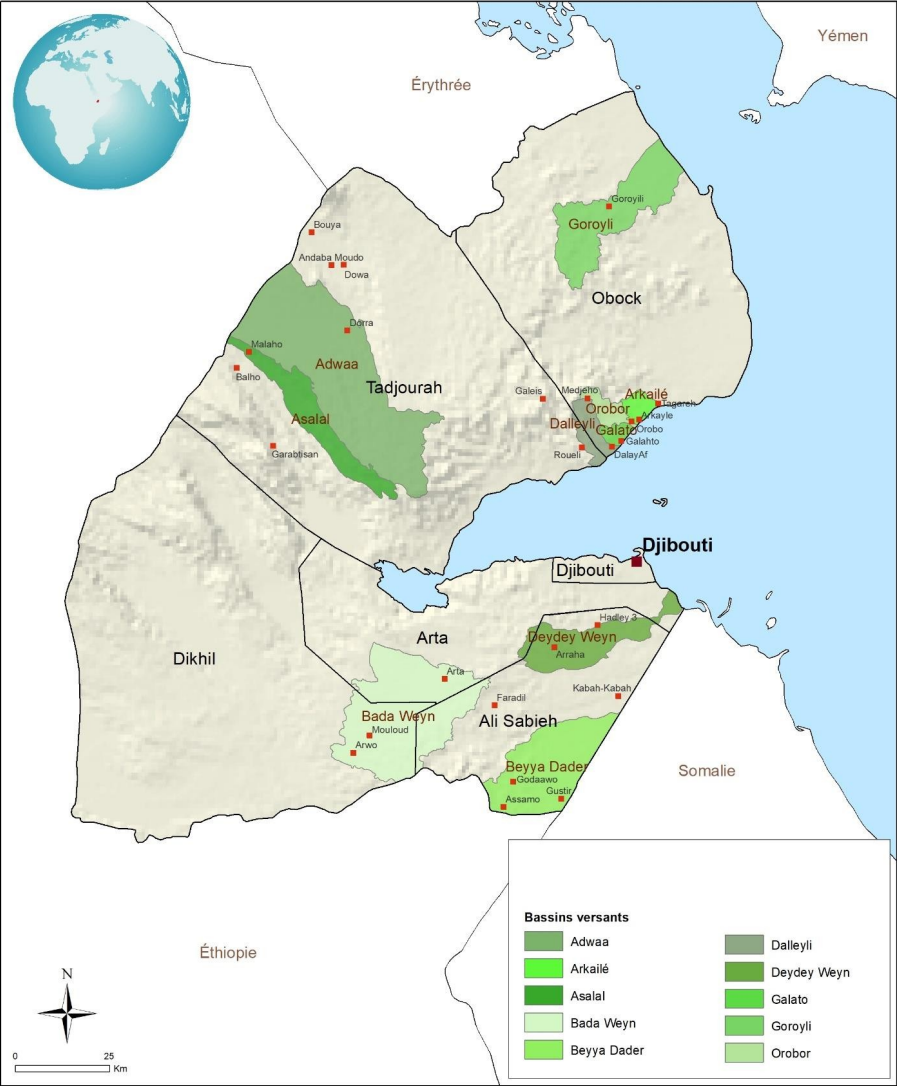 Yémen
Érythrée
Goroyili
Goroyli
Bouya
Andaba Moudo
Dowa
Obock
Dorra
Malaho
Adwaa
Balho
Tadjourah
Galeis
Medjeho
Arkailé
Tagareh
Orobor
Arkayle
Asalal
Dalleyli
Galato
Orobo
Galahto
Garabtisan
Roueli
DalayAf
Djibouti
Djibouti
Hadley 3
Arta
Deydey Weyn
Arraha
Dikhil
Arta
Kabah-Kabah
Faradil
Bada Weyn
Ali Sabieh
Mouloud
Arwo
Beyya Dader
Somalie
Godaawo
Gustir
Assamo
Éthiopie
Bassins versants
Adwaa
Arkailé
Asalal
Bada Weyn
Beyya Dader
Dalleyli
Deydey Weyn
Galato
Goroyli
Orobor
N
0 25
Km